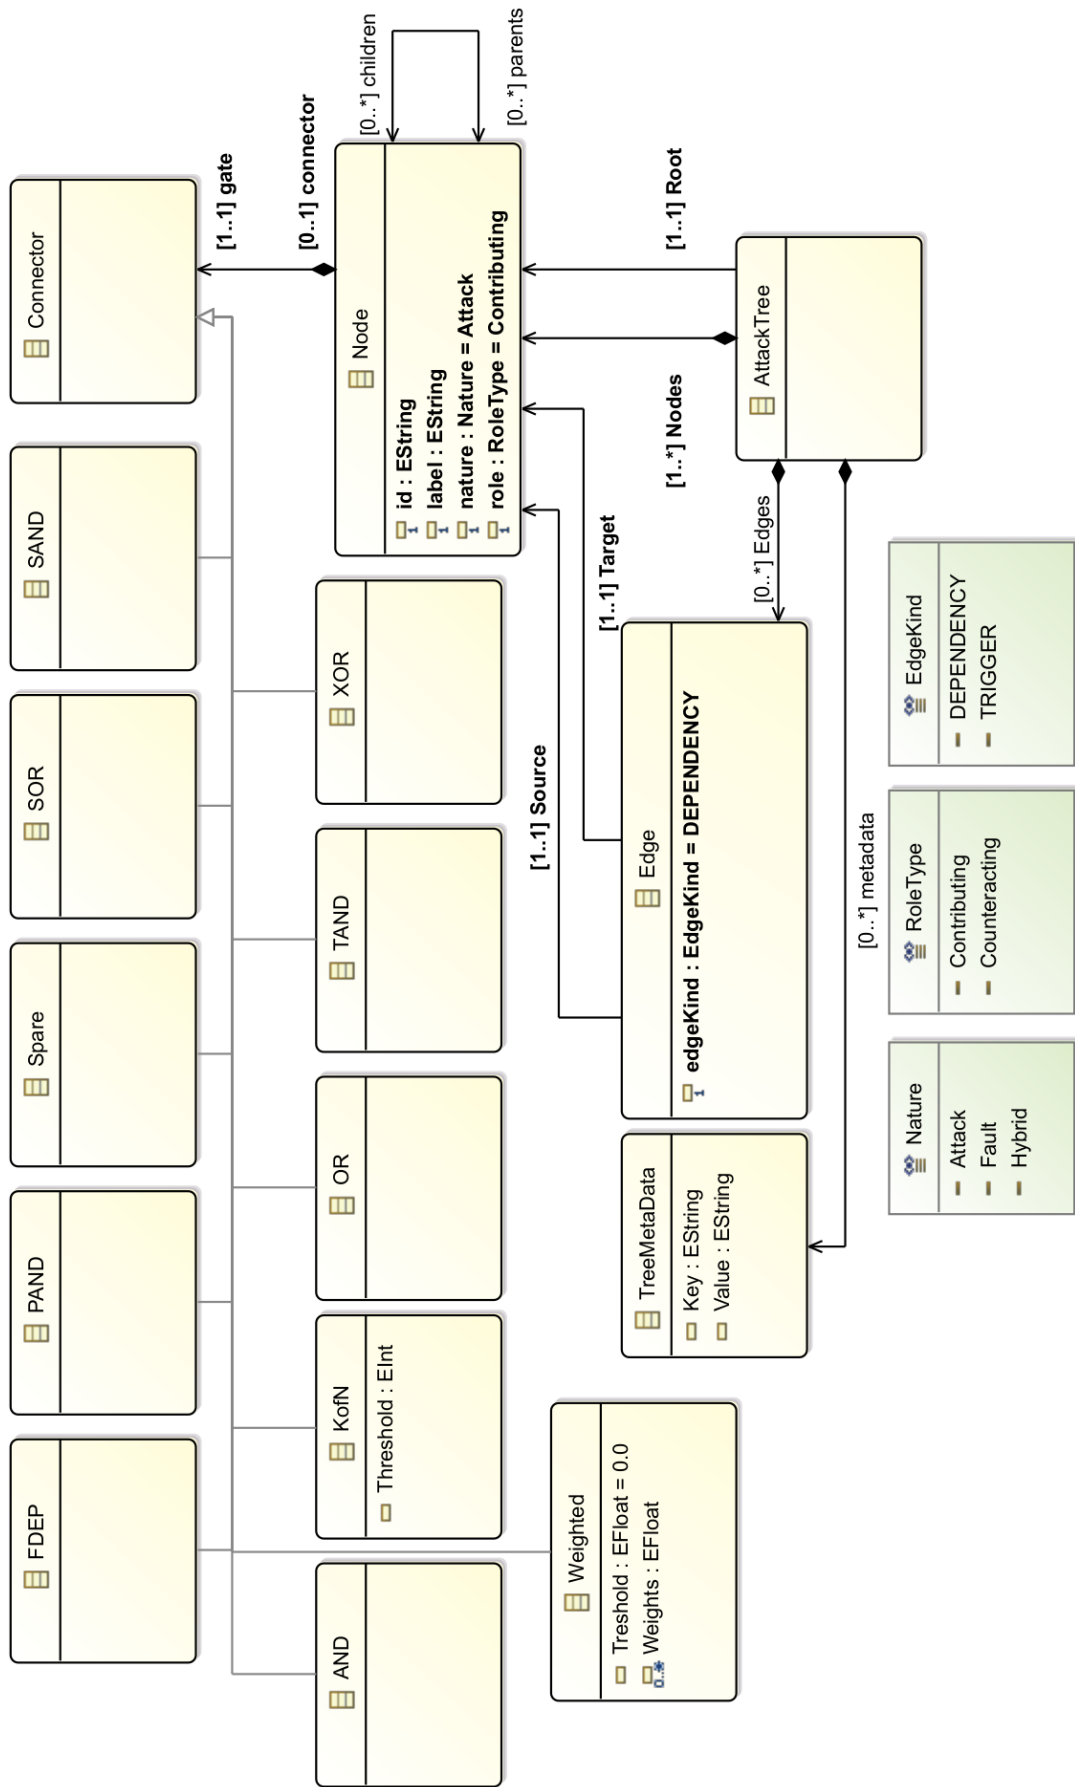 FDEP
PAND
Spare
SOR
SAND
Connector
[1..1] gate
[0..1] connector
AND
KofN
Threshold : EInt
OR
TAND
XOR
Node
id : EString
label : EString
nature : Nature = Attack
role : RoleType = Contributing
[0..*] children
[0..*] parents
Weighted
Treshold : EFloat = 0.0
Weights : EFloat
0..*
[1..1] Source
[1..1] Target
[1..*] Nodes
[1..1] Root
TreeMetaData
Key : EString
Value : EString
Edge
edgeKind : EdgeKind = DEPENDENCY
[0..*] Edges
AttackTree
[0..*] metadata
Nature
Attack
Fault
Hybrid
RoleType
Contributing
Counteracting
EdgeKind
DEPENDENCY
TRIGGER